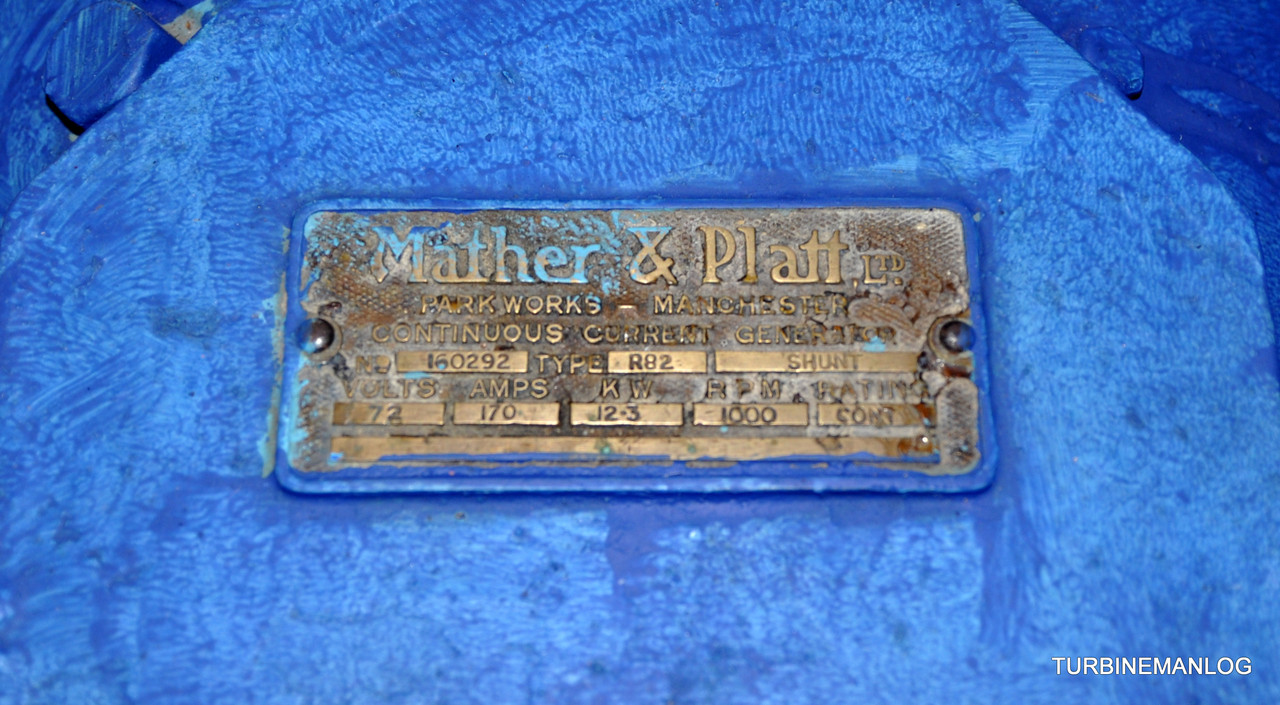 Mather & Platt, LTD.
PARK WORKS - MANCHESTER
CONTINUOUS CURRENT GENERATOR
NO 160292 TYPE R82 SHUNT
VOLTS AMPS KW RPM RATING
72 170 12·3 1000 CONT
TURBINEMANLOG